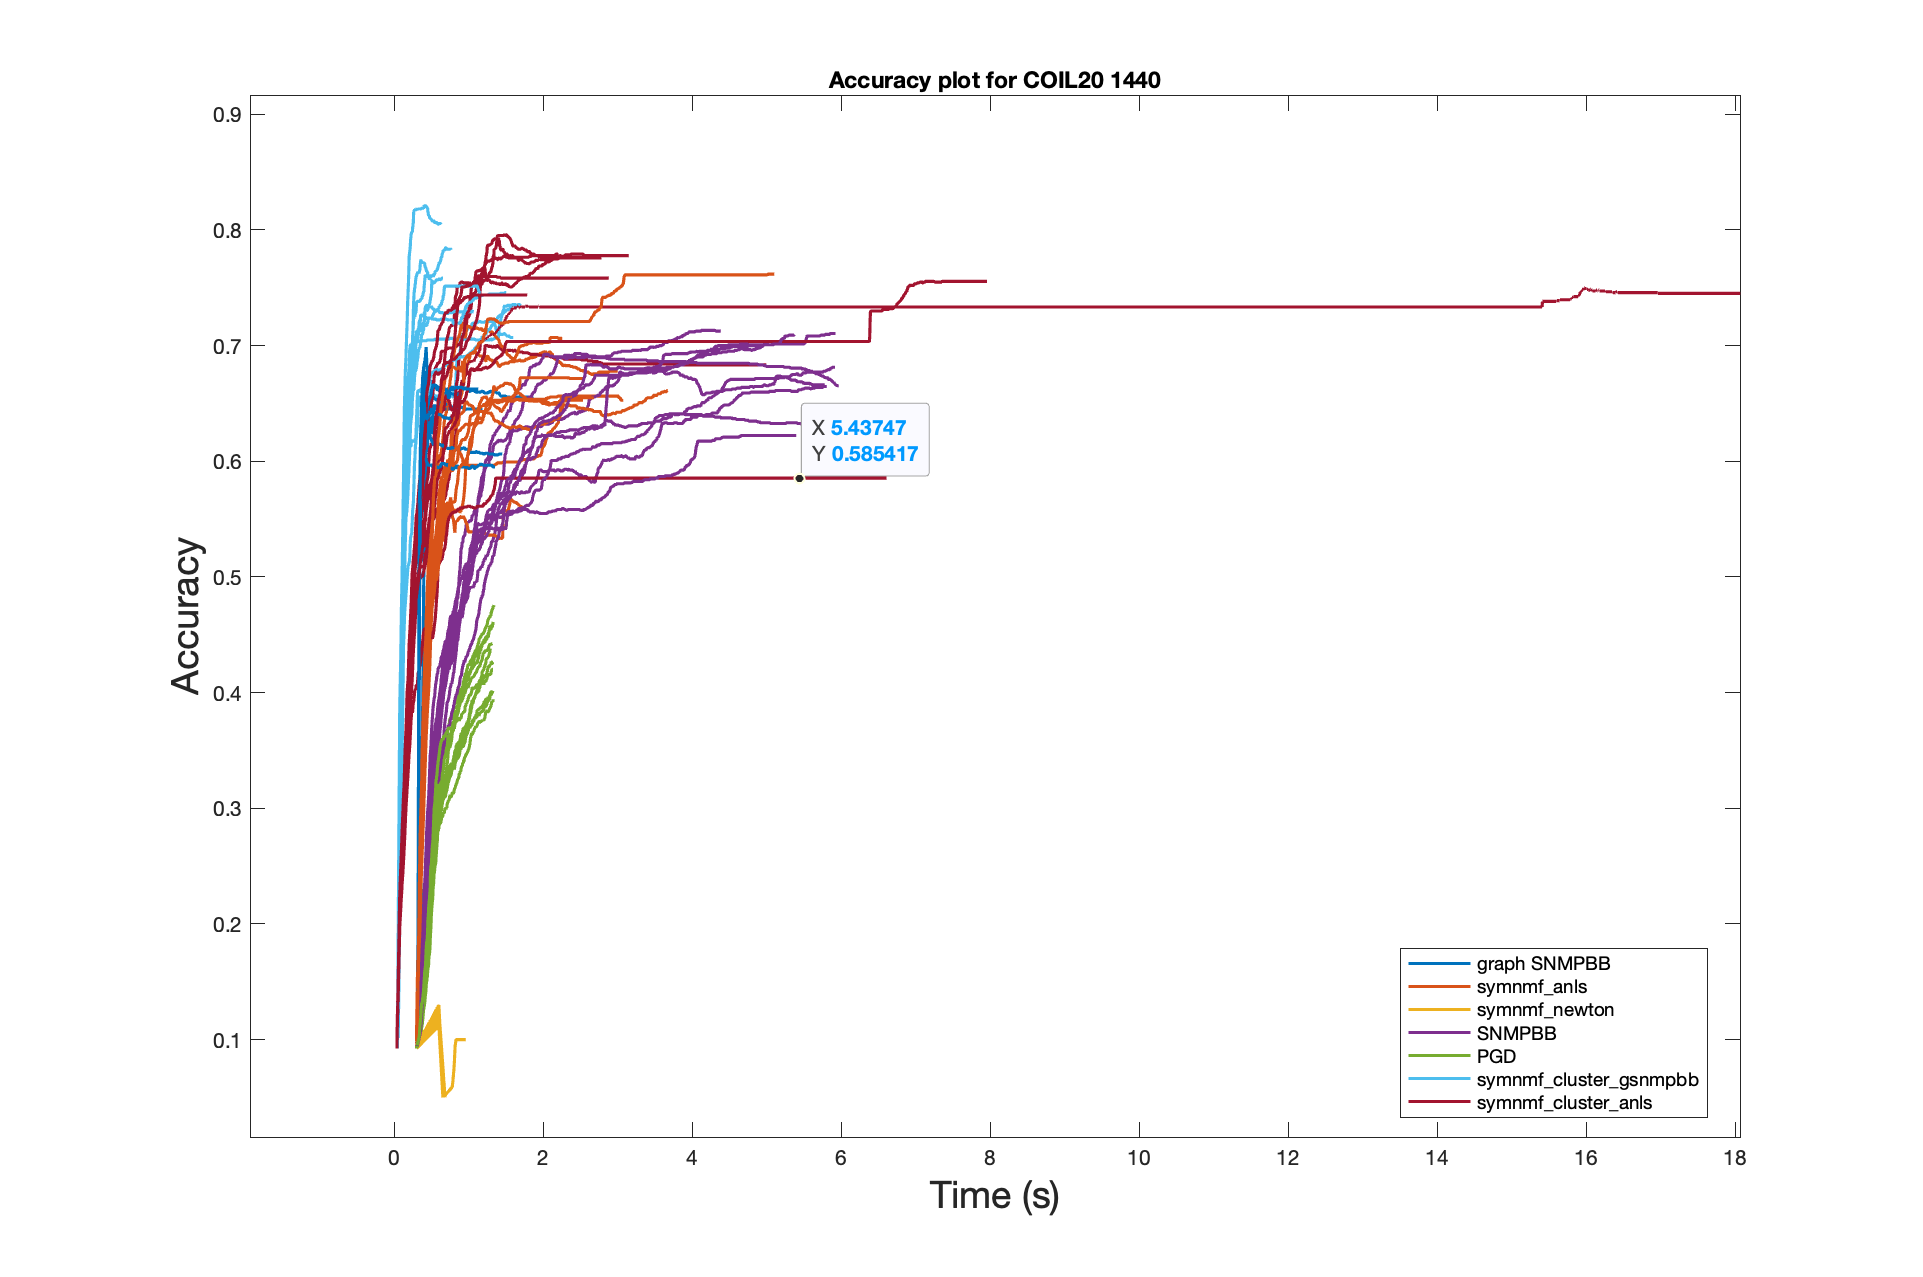 Accuracy plot for COIL20 1440
0.9
0.8
0.7
0.6
0.5
0.4
0.3
0.2
0.1
Accuracy
X 5.43747
Y 0.585417
graph SNMPBB
symnmf_anls
symnmf_newton
SNMPBB
PGD
symnmf_cluster_gsnmpbb
symnmf_cluster_anls
0 2 4 6 8 10 12 14 16 18
Time (s)